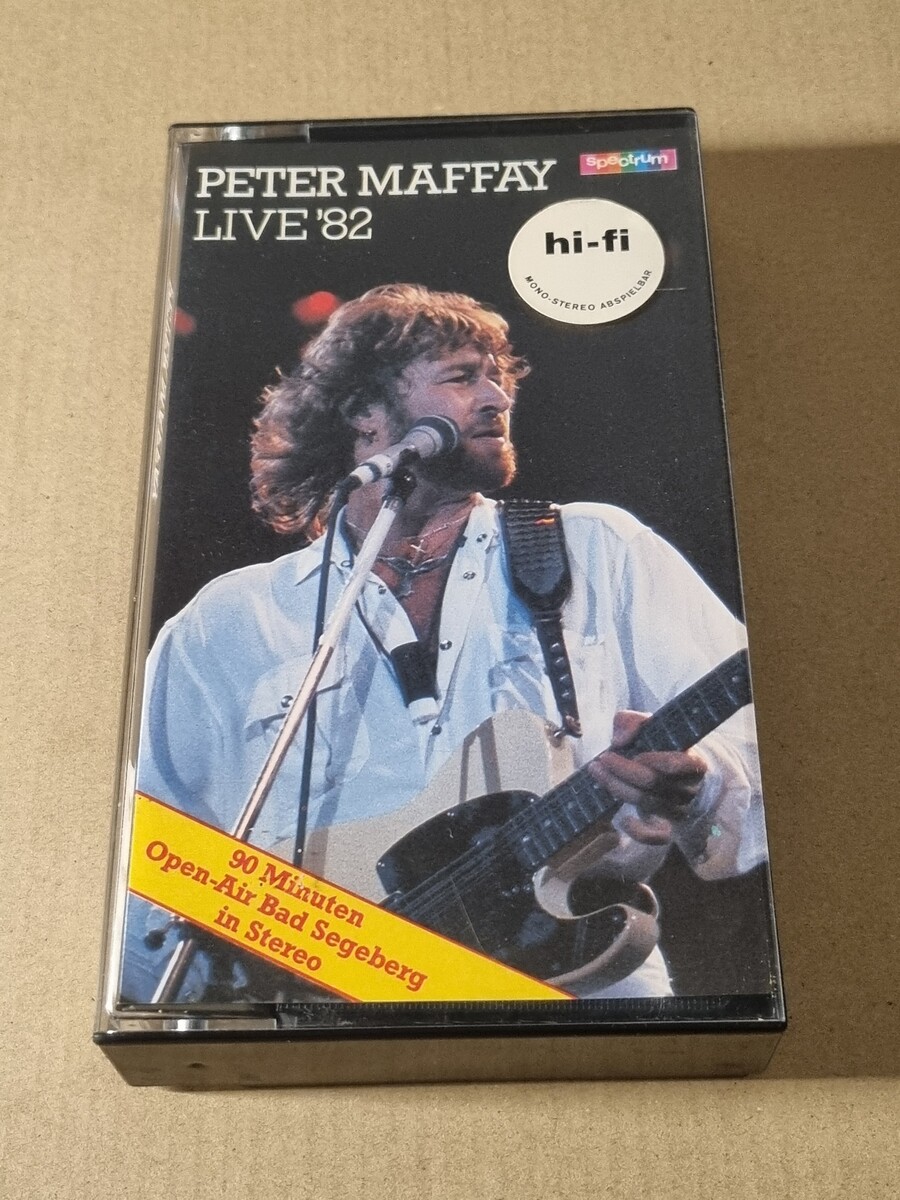 PETER MAFFAY
LIVE '82
spectrum
hi-fi
MONO-STEREO ABSPIELBAR
90 Minuten
Open-Air Bad Segeberg
in Stereo